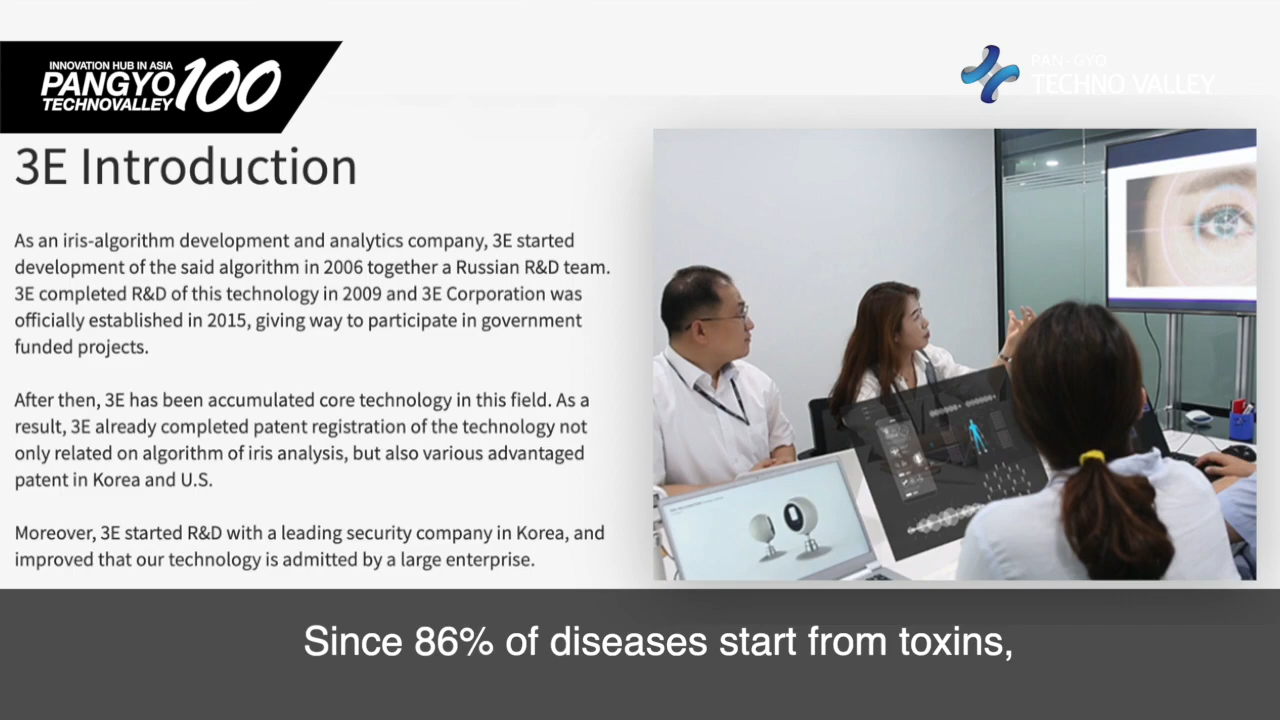 INNOVATION HUB IN ASIA
PANGYO
TECHNOVALLEY
100
PAN-GYO
TECHNO VALLEY
3E Introduction
As an iris-algorithm development and analytics company, 3E started
development of the said algorithm in 2006 together a Russian R&D team.
3E completed R&D of this technology in 2009 and 3E Corporation was
officially established in 2015, giving way to participate in government
funded projects.
After then, 3E has been accumulated core technology in this field. As a
result, 3E already completed patent registration of the technology not
only related on algorithm of iris analysis, but also various advantaged
patent in Korea and U.S.
Moreover, 3E started R&D with a leading security company in Korea, and
improved that our technology is admitted by a large enterprise.
Since 86% of diseases start from toxins,